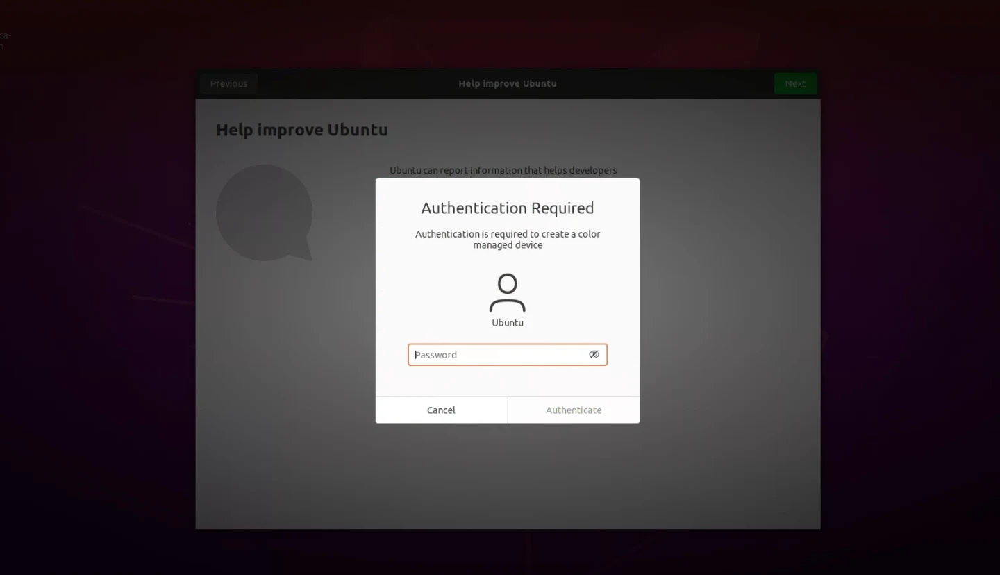 ca-
n
Previous
Help improve Ubuntu
Next
Help improve Ubuntu
Ubuntu can report information that helps developers
Authentication Required
Authentication is required to create a color
managed device
Ubuntu
Password
Cancel
Authenticate